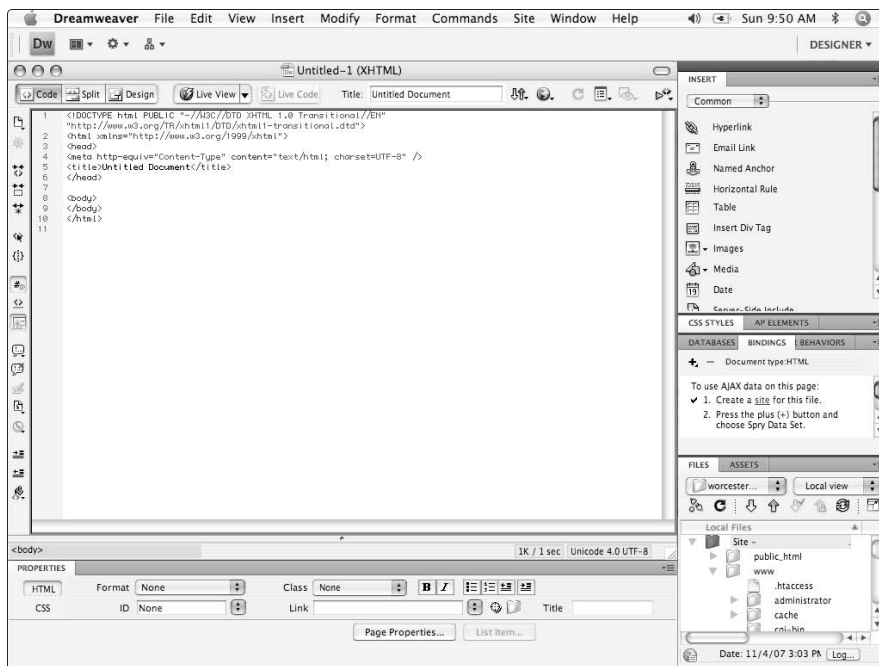 Dreamweaver File Edit View Insert Modify Format Commands Site Window Help Sun 9:50 AM
Dw DESIGNER
Untitled-1 (XHTML)
Code Split Design Live View Live Code Title: Untitled Document
1 <!DOCTYPE html PUBLIC "-//W3C//DTD XHTML 1.0 Transitional//EN"
"http://www.w3.org/TR/xhtml1/DTD/xhtml1-transitional.dtd">
2 <html xmlns="http://www.w3.org/1999/xhtml">
3 <head>
4 <meta http-equiv="Content-Type" content="text/html; charset=UTF-8" />
5 <title>Untitled Document</title>
6 </head>
7
8 <body>
9 </body>
10 </html>
11
<body> 1K / 1 sec Unicode 4.0 UTF-8
PROPERTIES
HTML Format None Class None B I
CSS ID None Link Title
Page Properties... List Item...
INSERT
Common
Hyperlink
Email Link
Named Anchor
Horizontal Rule
Table
Insert Div Tag
Images
Media
19 Date
Server-Side Include
CSS STYLES AP ELEMENTS
DATABASES BINDINGS BEHAVIORS
Document type:HTML
To use AJAX data on this page:
1. Create a site for this file.
2. Press the plus (+) button and
choose Spry Data Set.
FILES ASSETS
worcester... Local view
Local Files
Site -
public_html
www
.htaccess
administrator
cache
cgi-bin
Date: 11/4/07 3:03 PM Log...